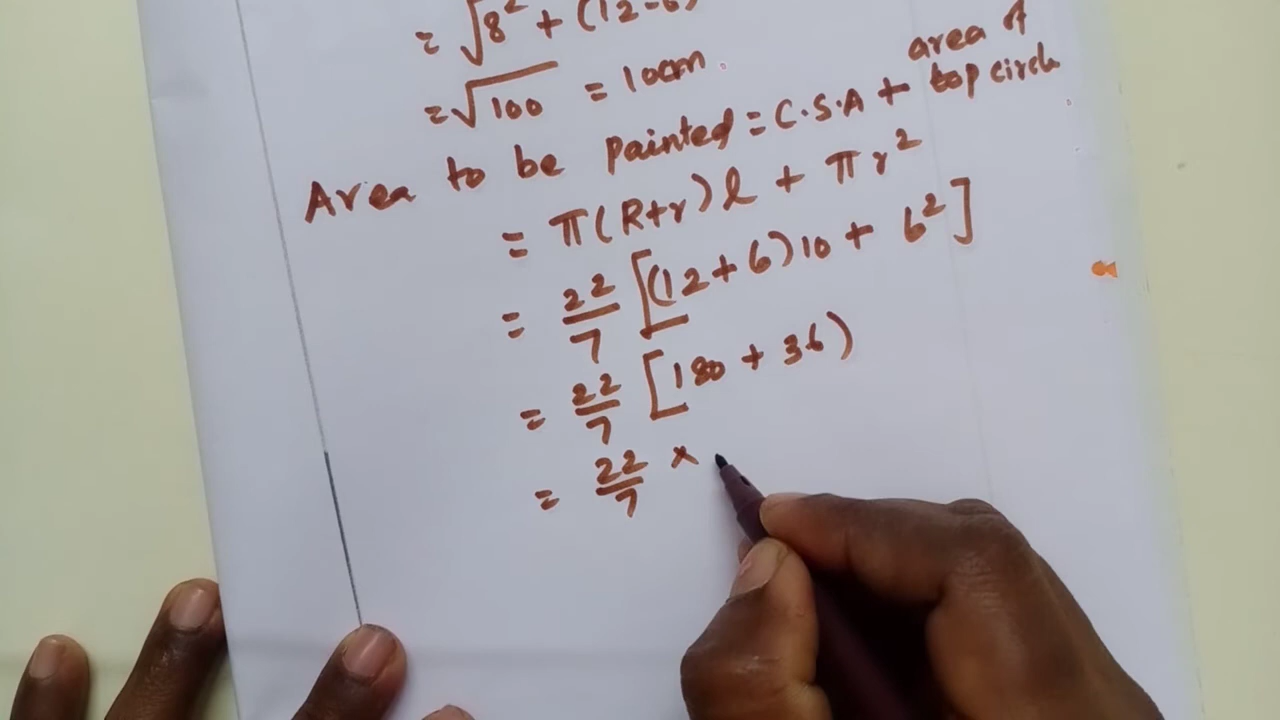 = √8² + (12-6)
= √100 = 10cm.
Area to be painted = C.S.A + area of top circle
= π(R+r)l + πr²
= 22/7 [(12+6)10 + 6²]
= 22/7 [180 + 36)
= 22/7 ×